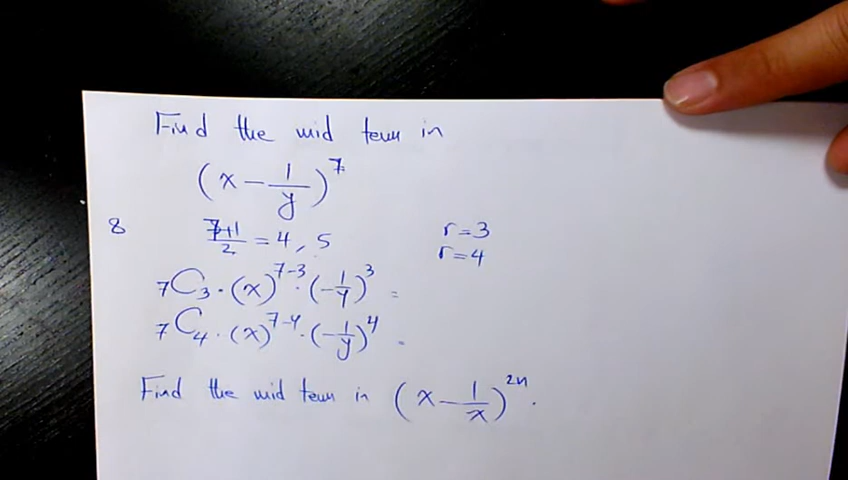 Find the mid term in
(x - 1/y)^7
8 (7+1)/2 = 4, 5 r=3
r=4
7C3 · (x)^(7-3) · (-1/y)^3 =
7C4 · (x)^(7-4) · (-1/y)^4 =
Find the mid term in (x - 1/x)^2n.